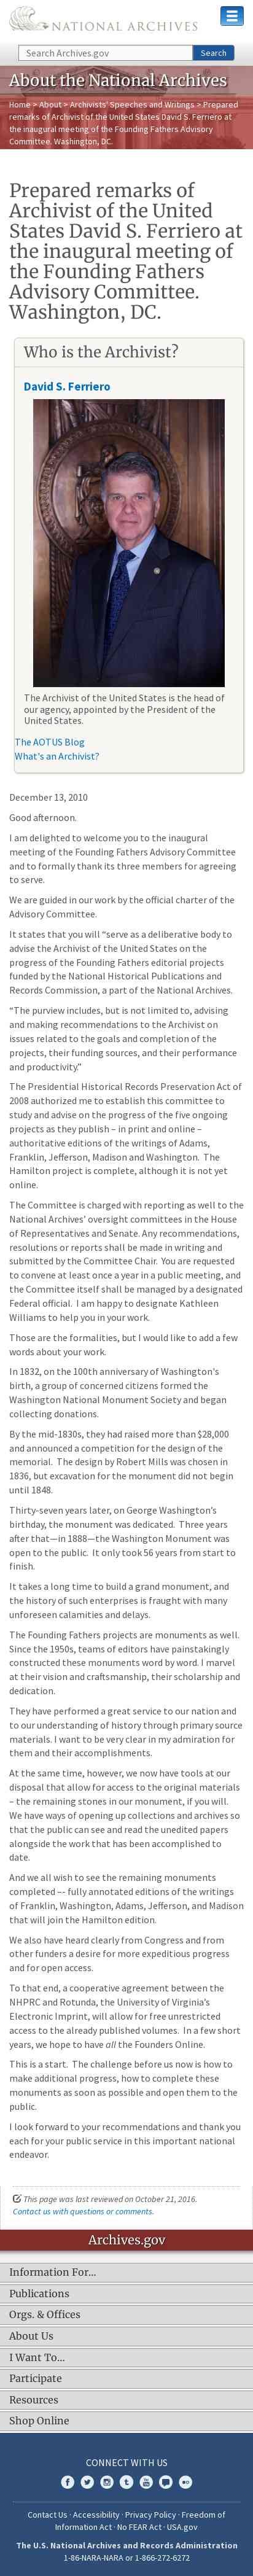 NATIONAL ARCHIVES
Search Archives.gov
Search
About the National Archives
Home > About > Archivists' Speeches and Writings > Prepared
remarks of Archivist of the United States David S. Ferriero at
the inaugural meeting of the Founding Fathers Advisory
Committee. Washington, DC.
Prepared remarks of
Archivist of the United
States David S. Ferriero at
the inaugural meeting of
the Founding Fathers
Advisory Committee.
Washington, DC.
Who is the Archivist?
David S. Ferriero
The Archivist of the United States is the head of
our agency, appointed by the President of the
United States.
The AOTUS Blog
What's an Archivist?
December 13, 2010
Good afternoon.
I am delighted to welcome you to the inaugural
meeting of the Founding Fathers Advisory Committee
and to formally thank its three members for agreeing
to serve.
We are guided in our work by the official charter of the
Advisory Committee.
It states that you will “serve as a deliberative body to
advise the Archivist of the United States on the
progress of the Founding Fathers editorial projects
funded by the National Historical Publications and
Records Commission, a part of the National Archives.
“The purview includes, but is not limited to, advising
and making recommendations to the Archivist on
issues related to the goals and completion of the
projects, their funding sources, and their performance
and productivity.”
The Presidential Historical Records Preservation Act of
2008 authorized me to establish this committee to
study and advise on the progress of the five ongoing
projects as they publish – in print and online –
authoritative editions of the writings of Adams,
Franklin, Jefferson, Madison and Washington. The
Hamilton project is complete, although it is not yet
online.
The Committee is charged with reporting as well to the
National Archives’ oversight committees in the House
of Representatives and Senate. Any recommendations,
resolutions or reports shall be made in writing and
submitted by the Committee Chair. You are requested
to convene at least once a year in a public meeting, and
the Committee itself shall be managed by a designated
Federal official. I am happy to designate Kathleen
Williams to help you in your work.
Those are the formalities, but I would like to a few
words about your work.
In 1832, on the 100th anniversary of Washington's
birth, a group of concerned citizens formed the
Washington National Monument Society and began
collecting donations.
By the mid-1830s, they had raised more than $28,000
and announced a competition for the design of the
memorial. The design by Robert Mills was chosen in
1836, but excavation for the monument did not begin
until 1848.
Thirty-seven years later, on George Washington’s
birthday, the monument was dedicated. Three years
after that—in 1888—the Washington Monument was
open to the public. It only took 56 years from start to
finish.
It takes a long time to build a grand monument, and
the history of such enterprises is fraught with many
unforeseen calamities and delays.
The Founding Fathers projects are monuments as well.
Since the 1950s, teams of editors have painstakingly
constructed these monuments word by word. I marvel
at their vision and craftsmanship, their scholarship and
dedication.
They have performed a great service to our nation and
to our understanding of history through primary source
materials. I want to be very clear in my admiration for
them and their accomplishments.
At the same time, however, we now have tools at our
disposal that allow for access to the original materials
– the remaining stones in our monument, if you will.
We have ways of opening up collections and archives so
that the public can see and read the unedited papers
alongside the work that has been accomplished to
date.
And we all wish to see the remaining monuments
completed –- fully annotated editions of the writings
of Franklin, Washington, Adams, Jefferson, and Madison
that will join the Hamilton edition.
We also have heard clearly from Congress and from
other funders a desire for more expeditious progress
and for open access.
To that end, a cooperative agreement between the
NHPRC and Rotunda, the University of Virginia’s
Electronic Imprint, will allow for free unrestricted
access to the already published volumes. In a few short
years, we hope to have all the Founders Online.
This is a start. The challenge before us now is how to
make additional progress, how to complete these
monuments as soon as possible and open them to the
public.
I look forward to your recommendations and thank you
each for your public service in this important national
endeavor.
This page was last reviewed on October 21, 2016.
Contact us with questions or comments.
Archives.gov
Information For...
Publications
Orgs. & Offices
About Us
I Want To...
Participate
Resources
Shop Online
CONNECT WITH US
Contact Us · Accessibility · Privacy Policy · Freedom of
Information Act · No FEAR Act · USA.gov
The U.S. National Archives and Records Administration
1-86-NARA-NARA or 1-866-272-6272